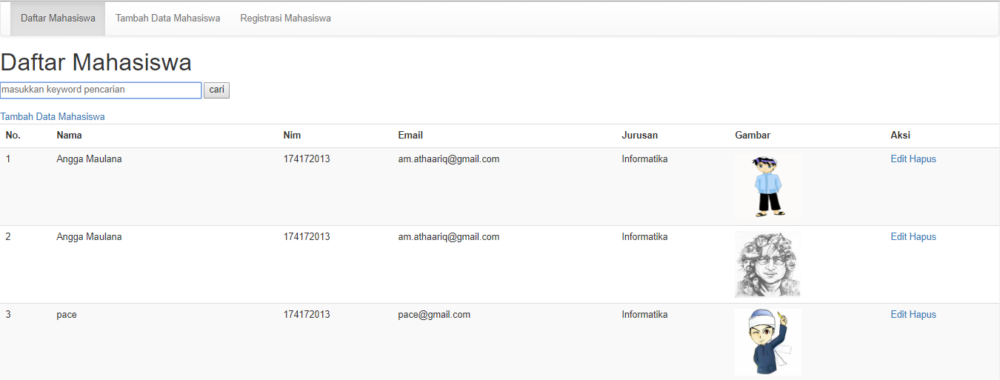 Daftar Mahasiswa Tambah Data Mahasiswa Registrasi Mahasiswa
Daftar Mahasiswa
masukkan keyword pencarian cari
Tambah Data Mahasiswa
No. Nama Nim Email Jurusan Gambar Aksi
1 Angga Maulana 174172013 am.athaariq@gmail.com Informatika Edit Hapus
2 Angga Maulana 174172013 am.athaariq@gmail.com Informatika Edit Hapus
3 pace 174172013 pace@gmail.com Informatika Edit Hapus